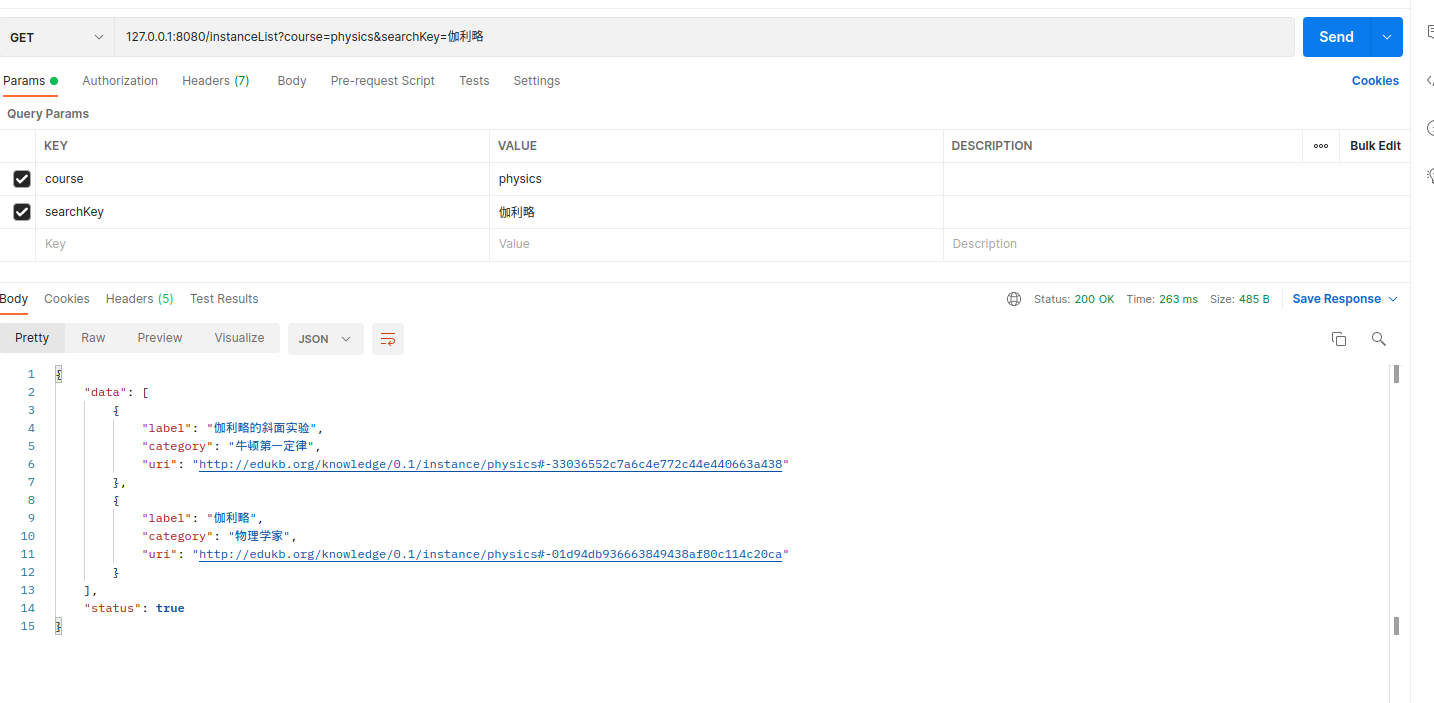 GET 127.0.0.1:8080/instanceList?course=physics&searchKey=伽利略 Send
Params Authorization Headers (7) Body Pre-request Script Tests Settings Cookies
Query Params
KEY VALUE DESCRIPTION ooo Bulk Edit
course physics
searchKey 伽利略
Key Value Description
Body Cookies Headers (5) Test Results Status: 200 OK Time: 263 ms Size: 485 B Save Response
Pretty Raw Preview Visualize JSON
1 {
2 "data": [
3 {
4 "label": "伽利略的斜面实验",
5 "category": "牛顿第一定律",
6 "uri": "http://edukb.org/knowledge/0.1/instance/physics#-33036552c7a6c4e772c44e440663a438"
7 },
8 {
9 "label": "伽利略",
10 "category": "物理学家",
11 "uri": "http://edukb.org/knowledge/0.1/instance/physics#-01d94db936663849438af80c114c20ca"
12 }
13 ],
14 "status": true
15 }